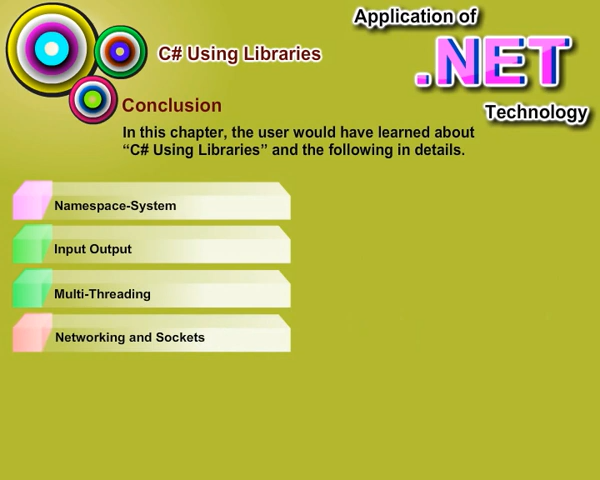 Application of
.NET
Technology
C# Using Libraries
Conclusion
In this chapter, the user would have learned about
“C# Using Libraries” and the following in details.
Namespace-System
Input Output
Multi-Threading
Networking and Sockets